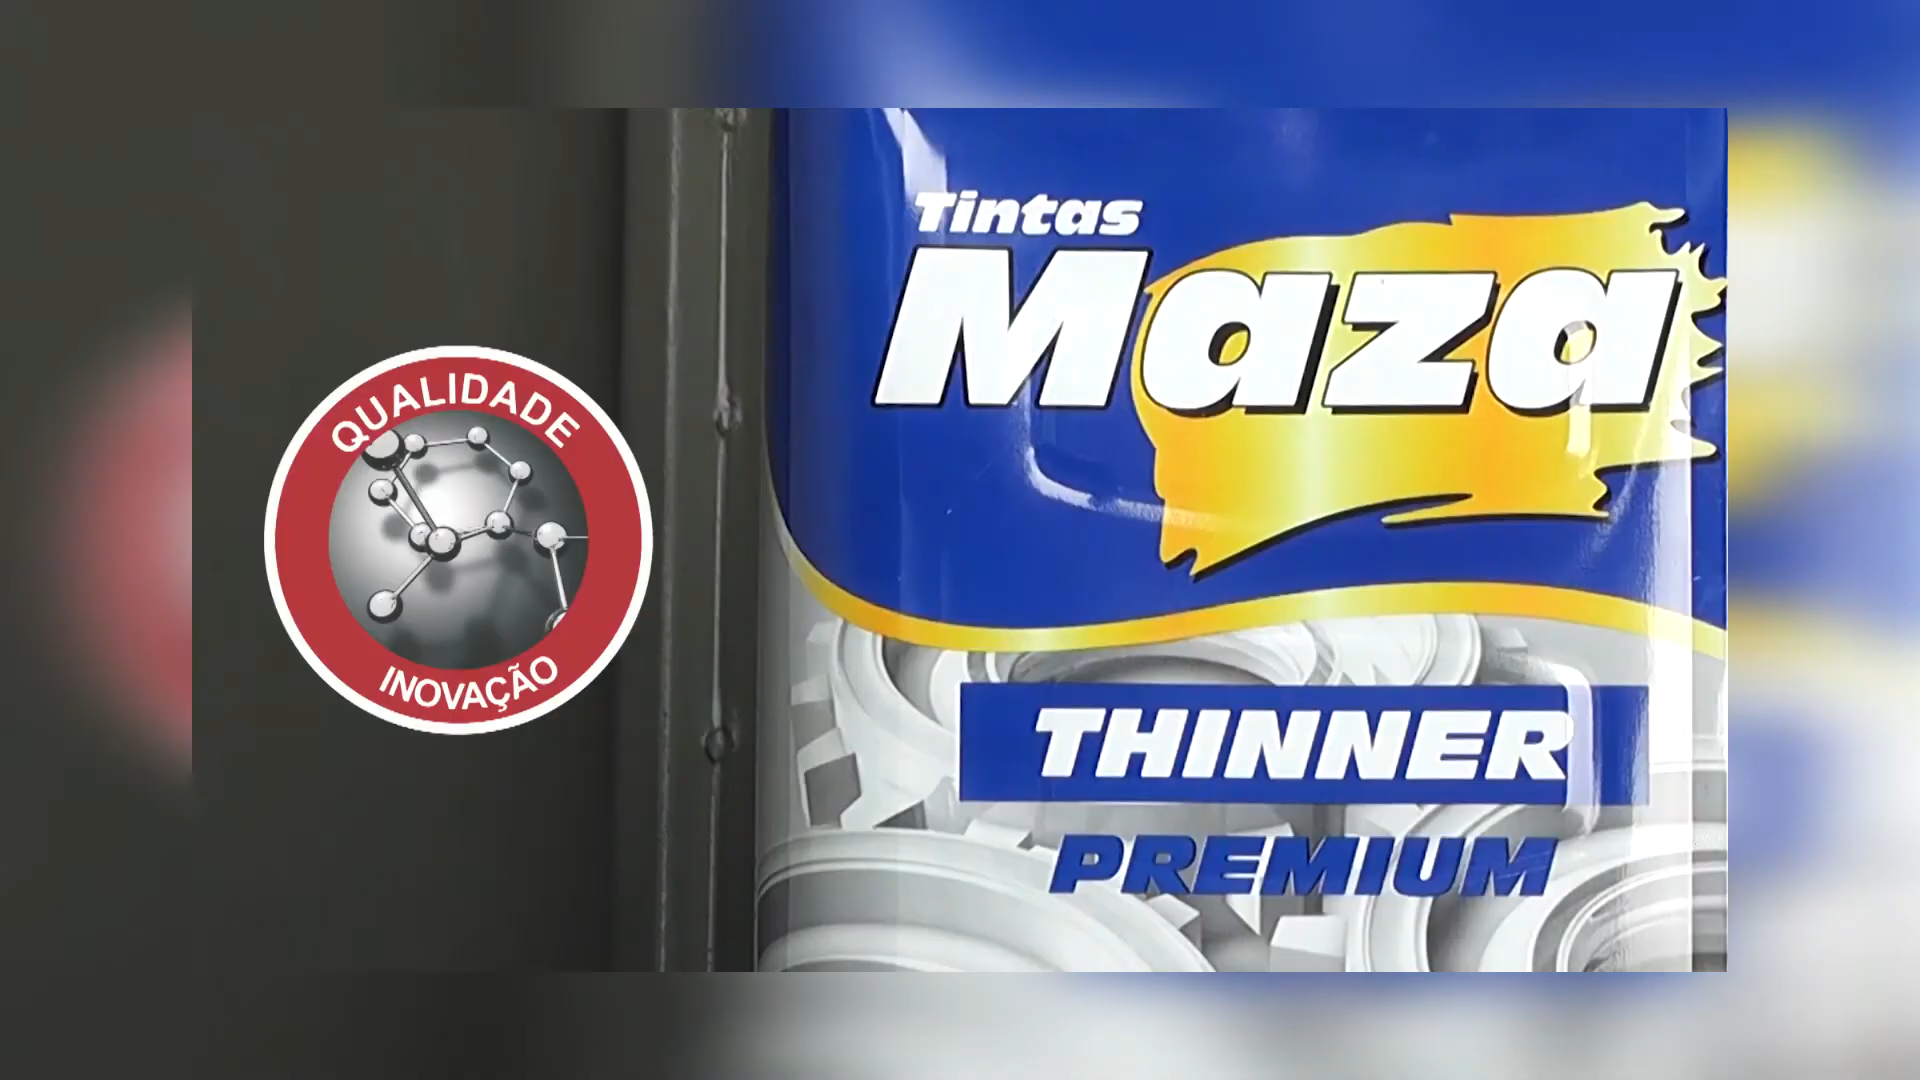 QUALIDADE
INOVAÇÃO
Tintas
Maza
THINNER
PREMIUM